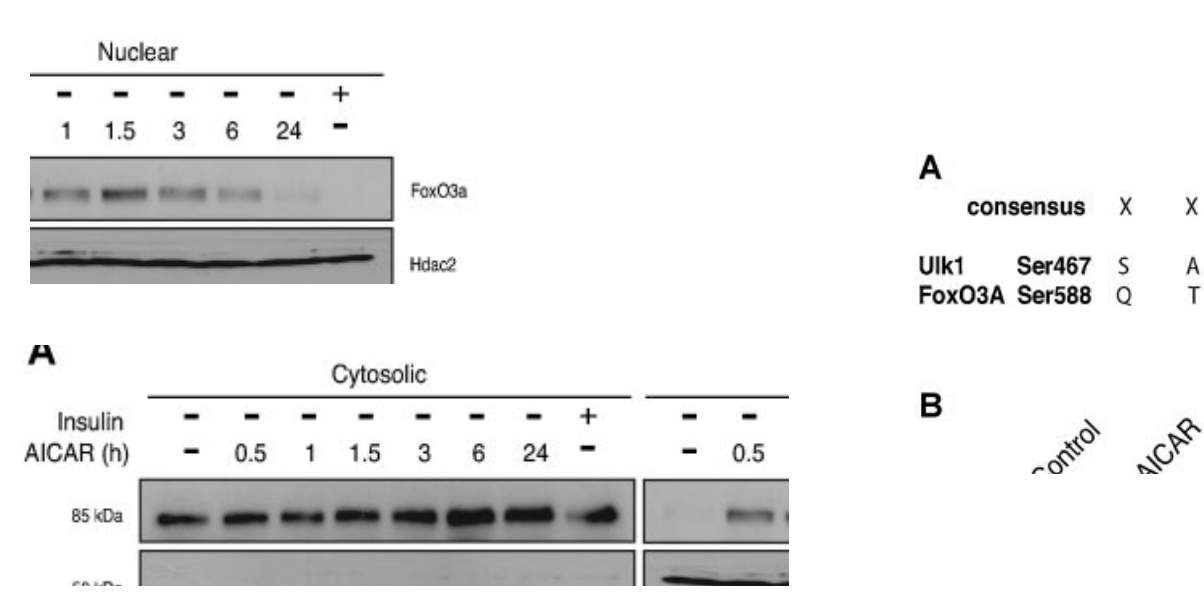 Nuclear
- - - - - +
1 1.5 3 6 24 -
FoxO3a
Hdac2
A
Cytosolic
Insulin - - - - - - - + - -
AICAR (h) - 0.5 1 1.5 3 6 24 - - 0.5
85 kDa
A
consensus X X
Ulk1 Ser467 S A
FoxO3A Ser588 Q T
B
Control AICAR